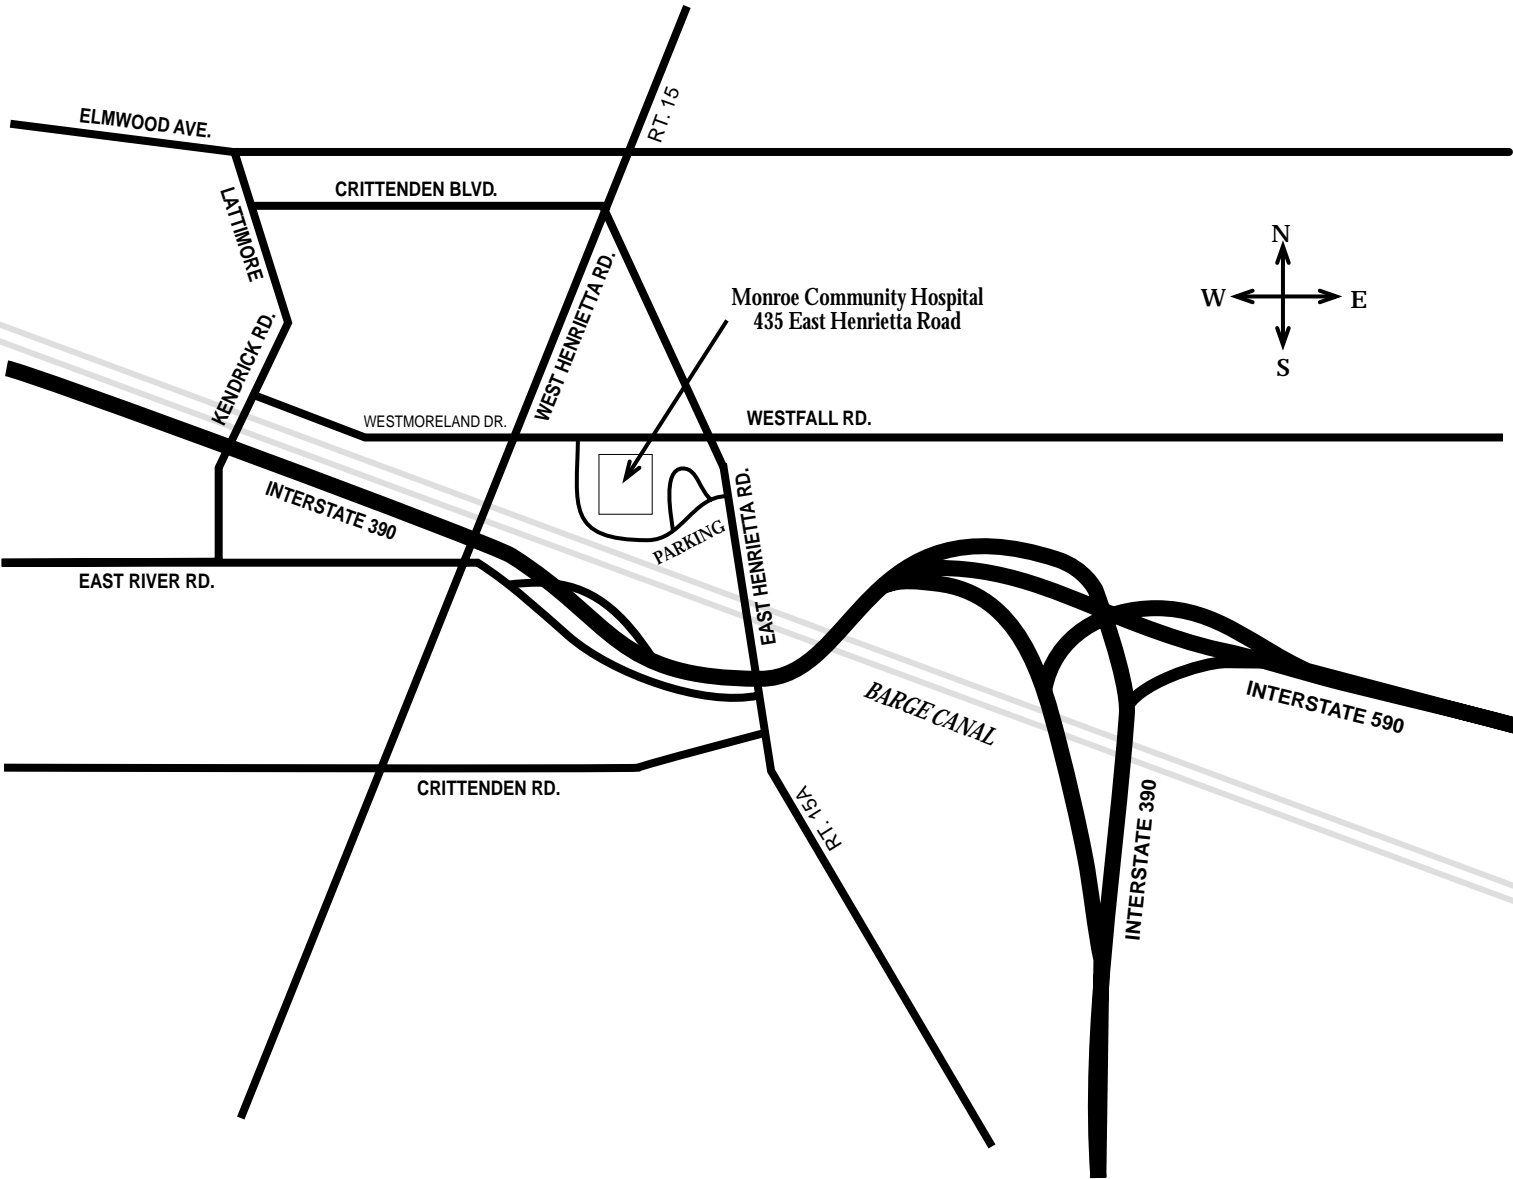 RT. 15
ELMWOOD AVE.
CRITTENDEN BLVD.
LATTIMORE
N
W E
S
WEST HENRIETTA RD.
Monroe Community Hospital
435 East Henrietta Road
KENDRICK RD.
WESTMORELAND DR.
WESTFALL RD.
INTERSTATE 390
PARKING
EAST HENRIETTA RD.
EAST RIVER RD.
BARGE CANAL
INTERSTATE 590
CRITTENDEN RD.
RT. 15A
INTERSTATE 390